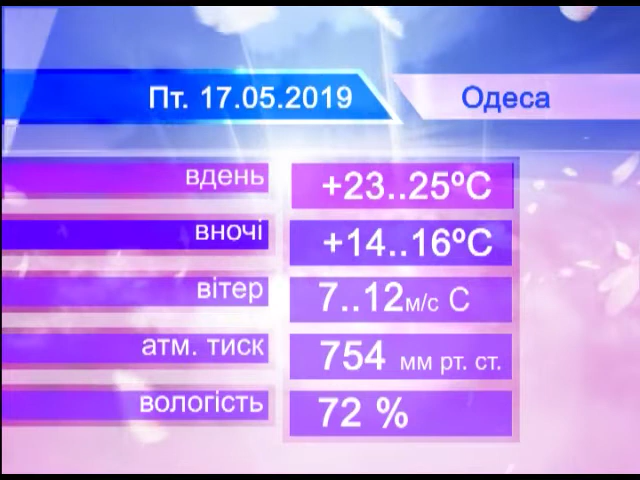 Пт. 17.05.2019 Одеса
вдень +23..25ºC
вночі +14..16ºC
вітер 7..12м/с С
атм. тиск 754 мм рт. ст.
вологість 72 %